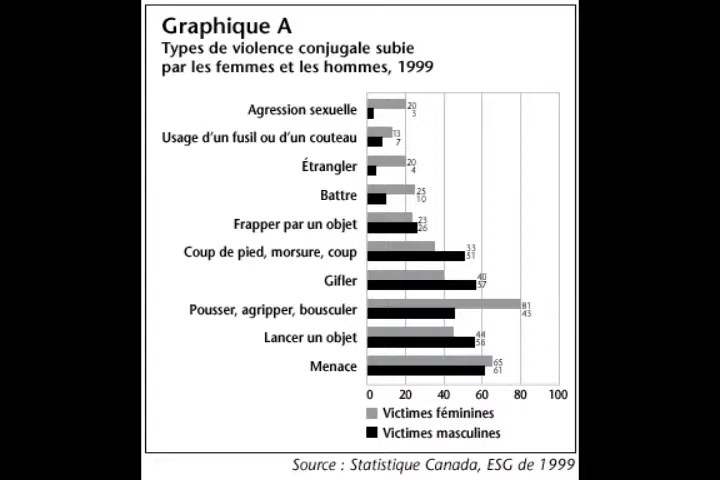 Graphique A
Types de violence conjugale subie
par les femmes et les hommes, 1999
Agression sexuelle
20
3
Usage d'un fusil ou d'un couteau
13
7
Étrangler
20
4
Battre
25
10
Frapper par un objet
23
26
Coup de pied, morsure, coup
33
51
Gifler
40
57
Pousser, agripper, bousculer
81
43
Lancer un objet
44
56
Menace
65
61
0 20 40 60 80 100
Victimes féminines
Victimes masculines
Source : Statistique Canada, ESG de 1999